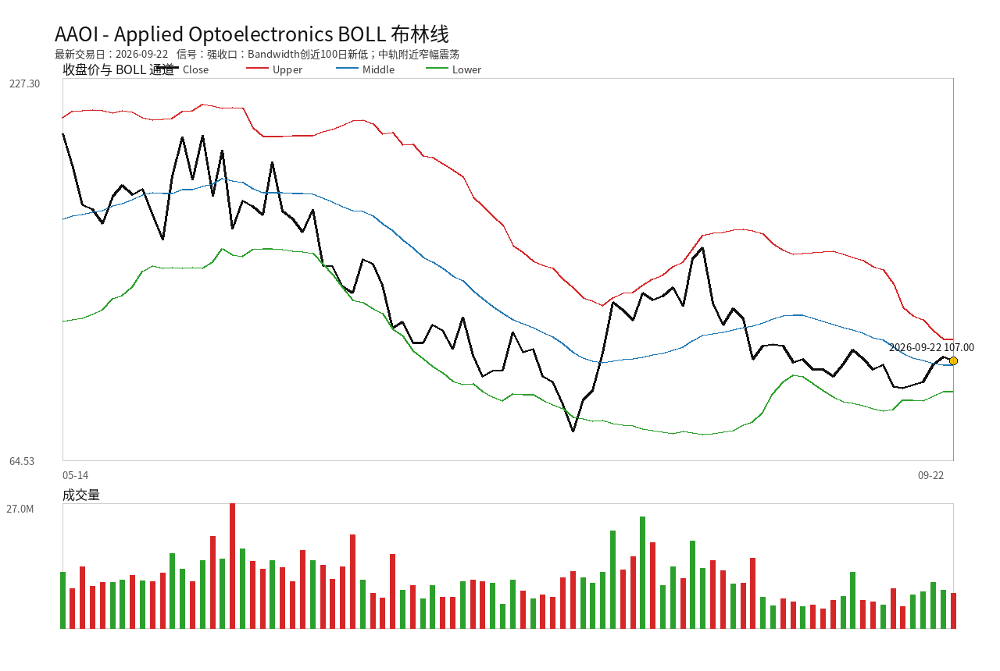 AAOI - Applied Optoelectronics BOLL 布林线
最新交易日：2026-09-22 信号：强收口：Bandwidth创近100日新低；中轨附近窄幅震荡
收盘价与 BOLL 通道 Close Upper Middle Lower
227.30
2026-09-22 107.00
64.53
05-14 09-22
成交量
27.0M